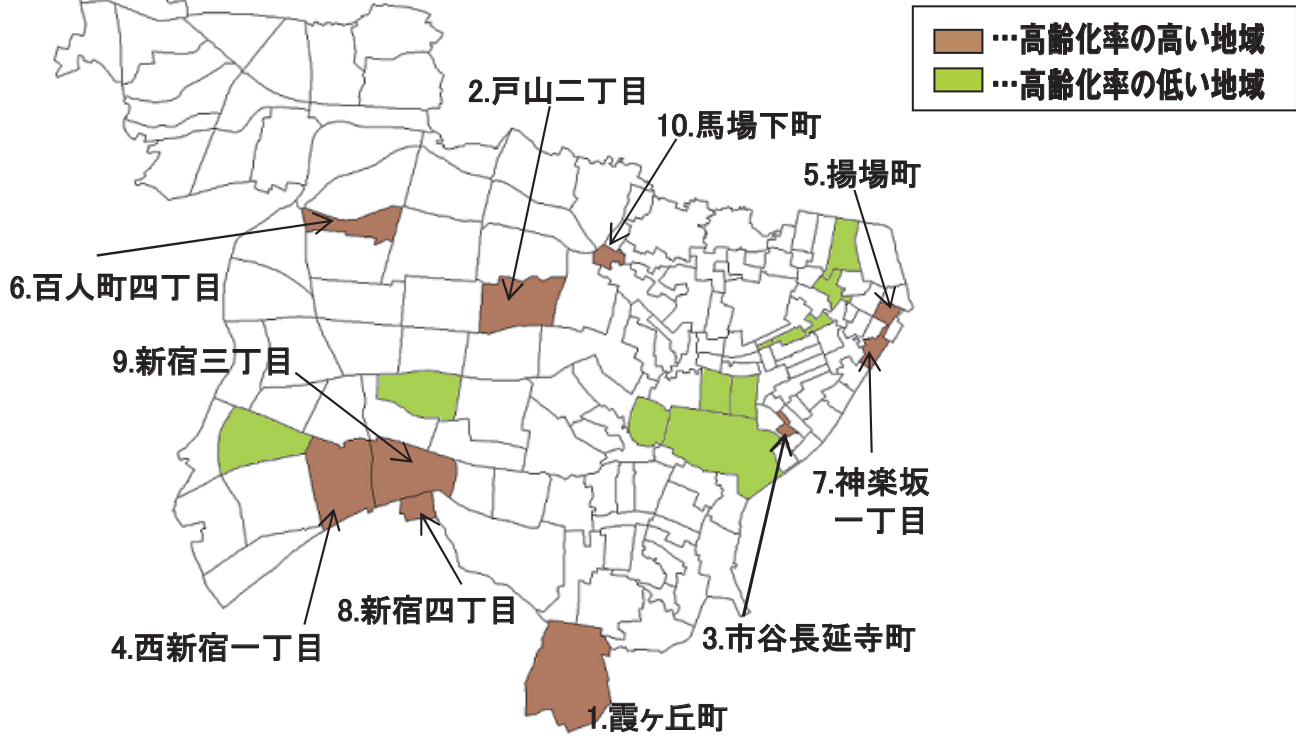 …高齢化率の高い地域
…高齢化率の低い地域
2.戸山二丁目
10.馬場下町
5.揚場町
6.百人町四丁目
9.新宿三丁目
7.神楽坂
一丁目
8.新宿四丁目
4.西新宿一丁目
3.市谷長延寺町
1.霞ヶ丘町